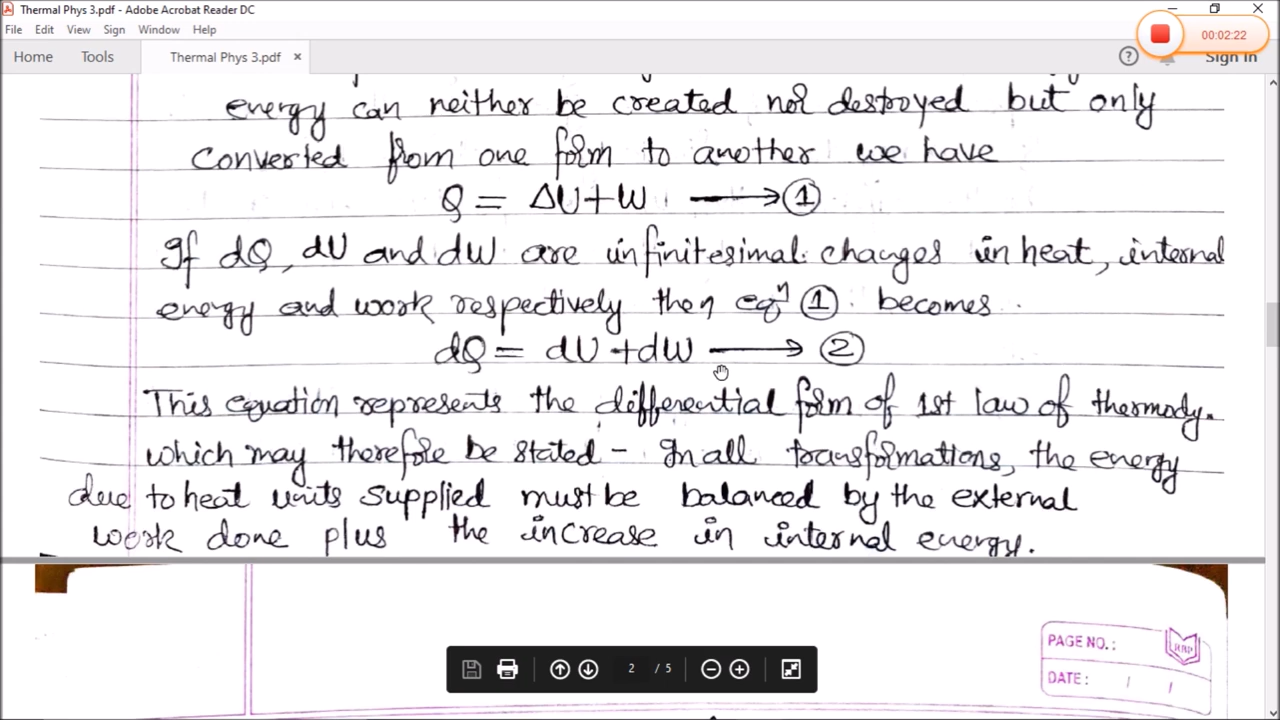 Thermal Phys 3.pdf - Adobe Acrobat Reader DC
File Edit View Sign Window Help
00:02:22
Home Tools Thermal Phys 3.pdf × Sign In
energy can neither be created nor destroyed but only
converted from one form to another we have
Q = ΔU + W ⟶ ①
If dQ, dU and dW are infinitesimal changes in heat, internal
energy and work respectively then eqⁿ ① becomes
dQ = dU + dW ⟶ ②
This equation represents the differential form of 1st law of thermody.
which may therefore be stated - In all transformations, the energy
due to heat units supplied must be balanced by the external
work done plus the increase in internal energy.
PAGE NO.:
DATE: / /
2 / 5